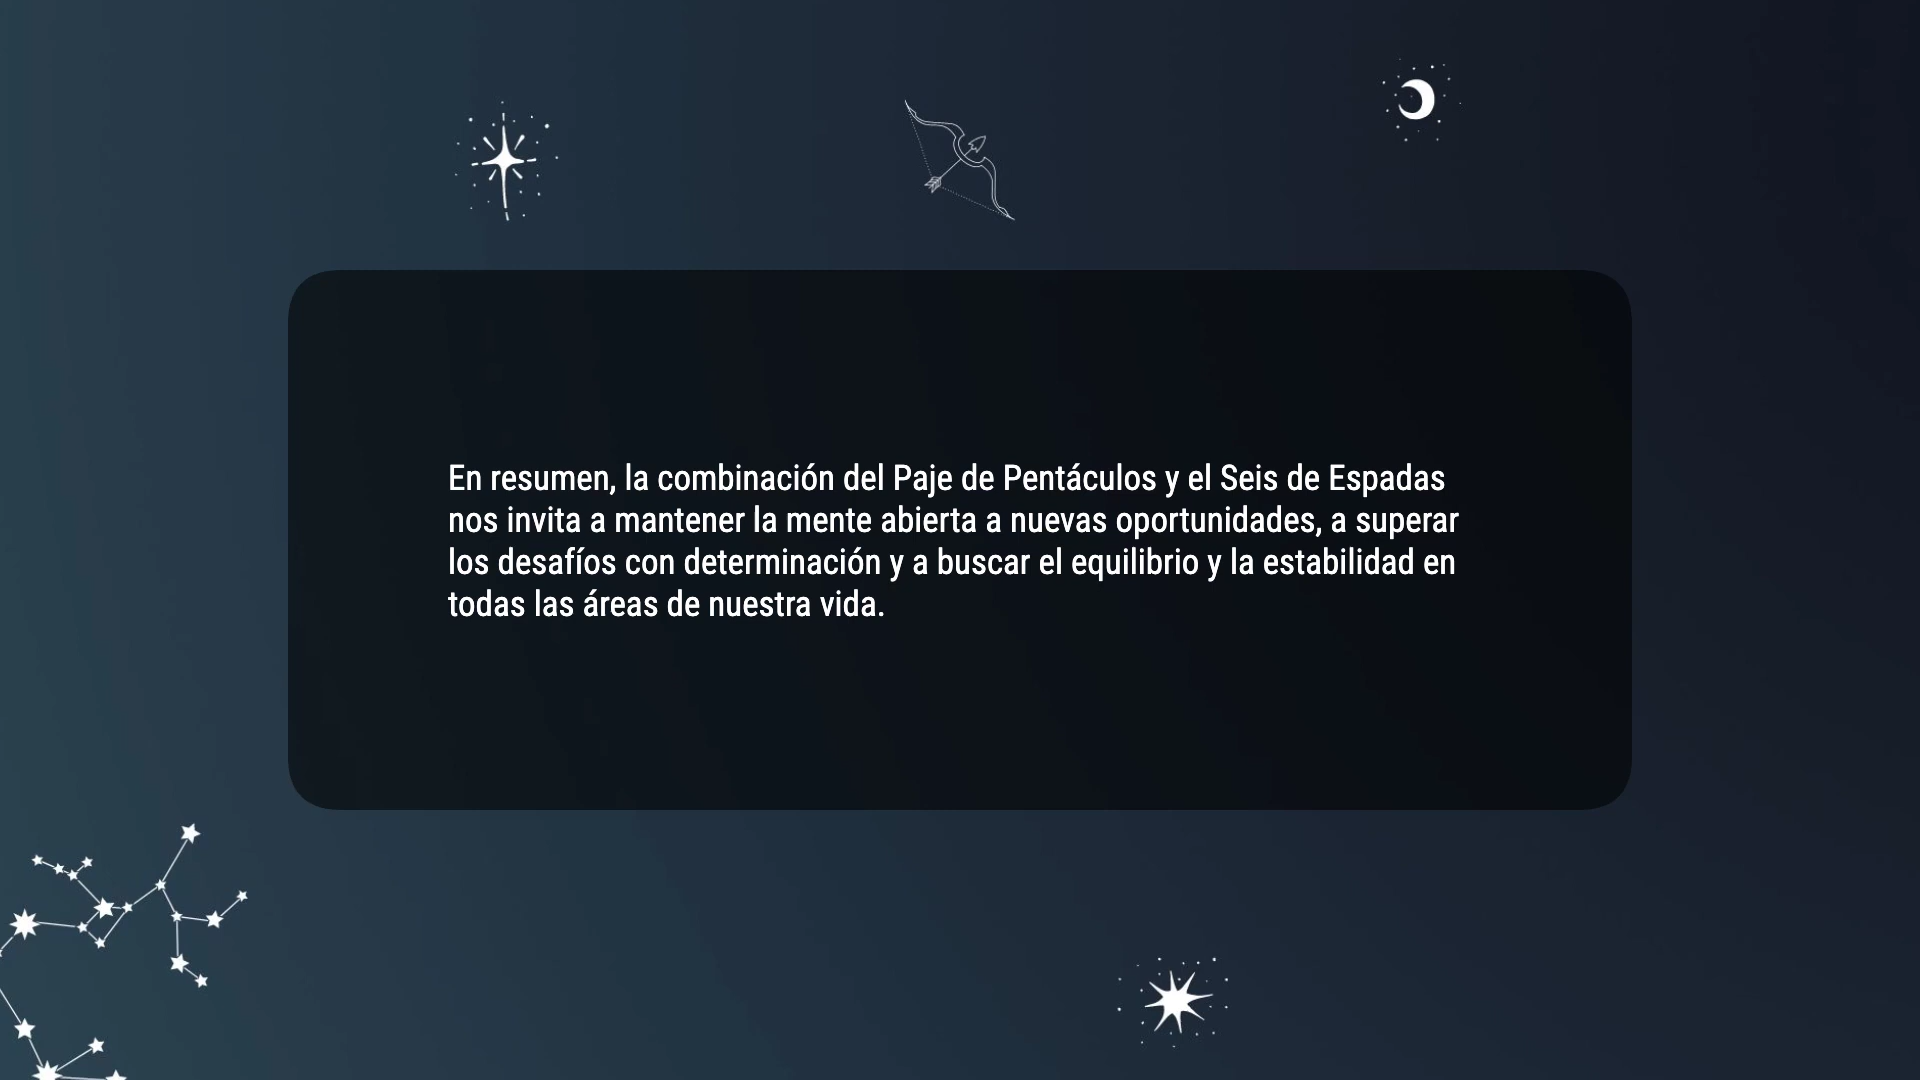 En resumen, la combinación del Paje de Pentáculos y el Seis de Espadas
nos invita a mantener la mente abierta a nuevas oportunidades, a superar
los desafíos con determinación y a buscar el equilibrio y la estabilidad en
todas las áreas de nuestra vida.